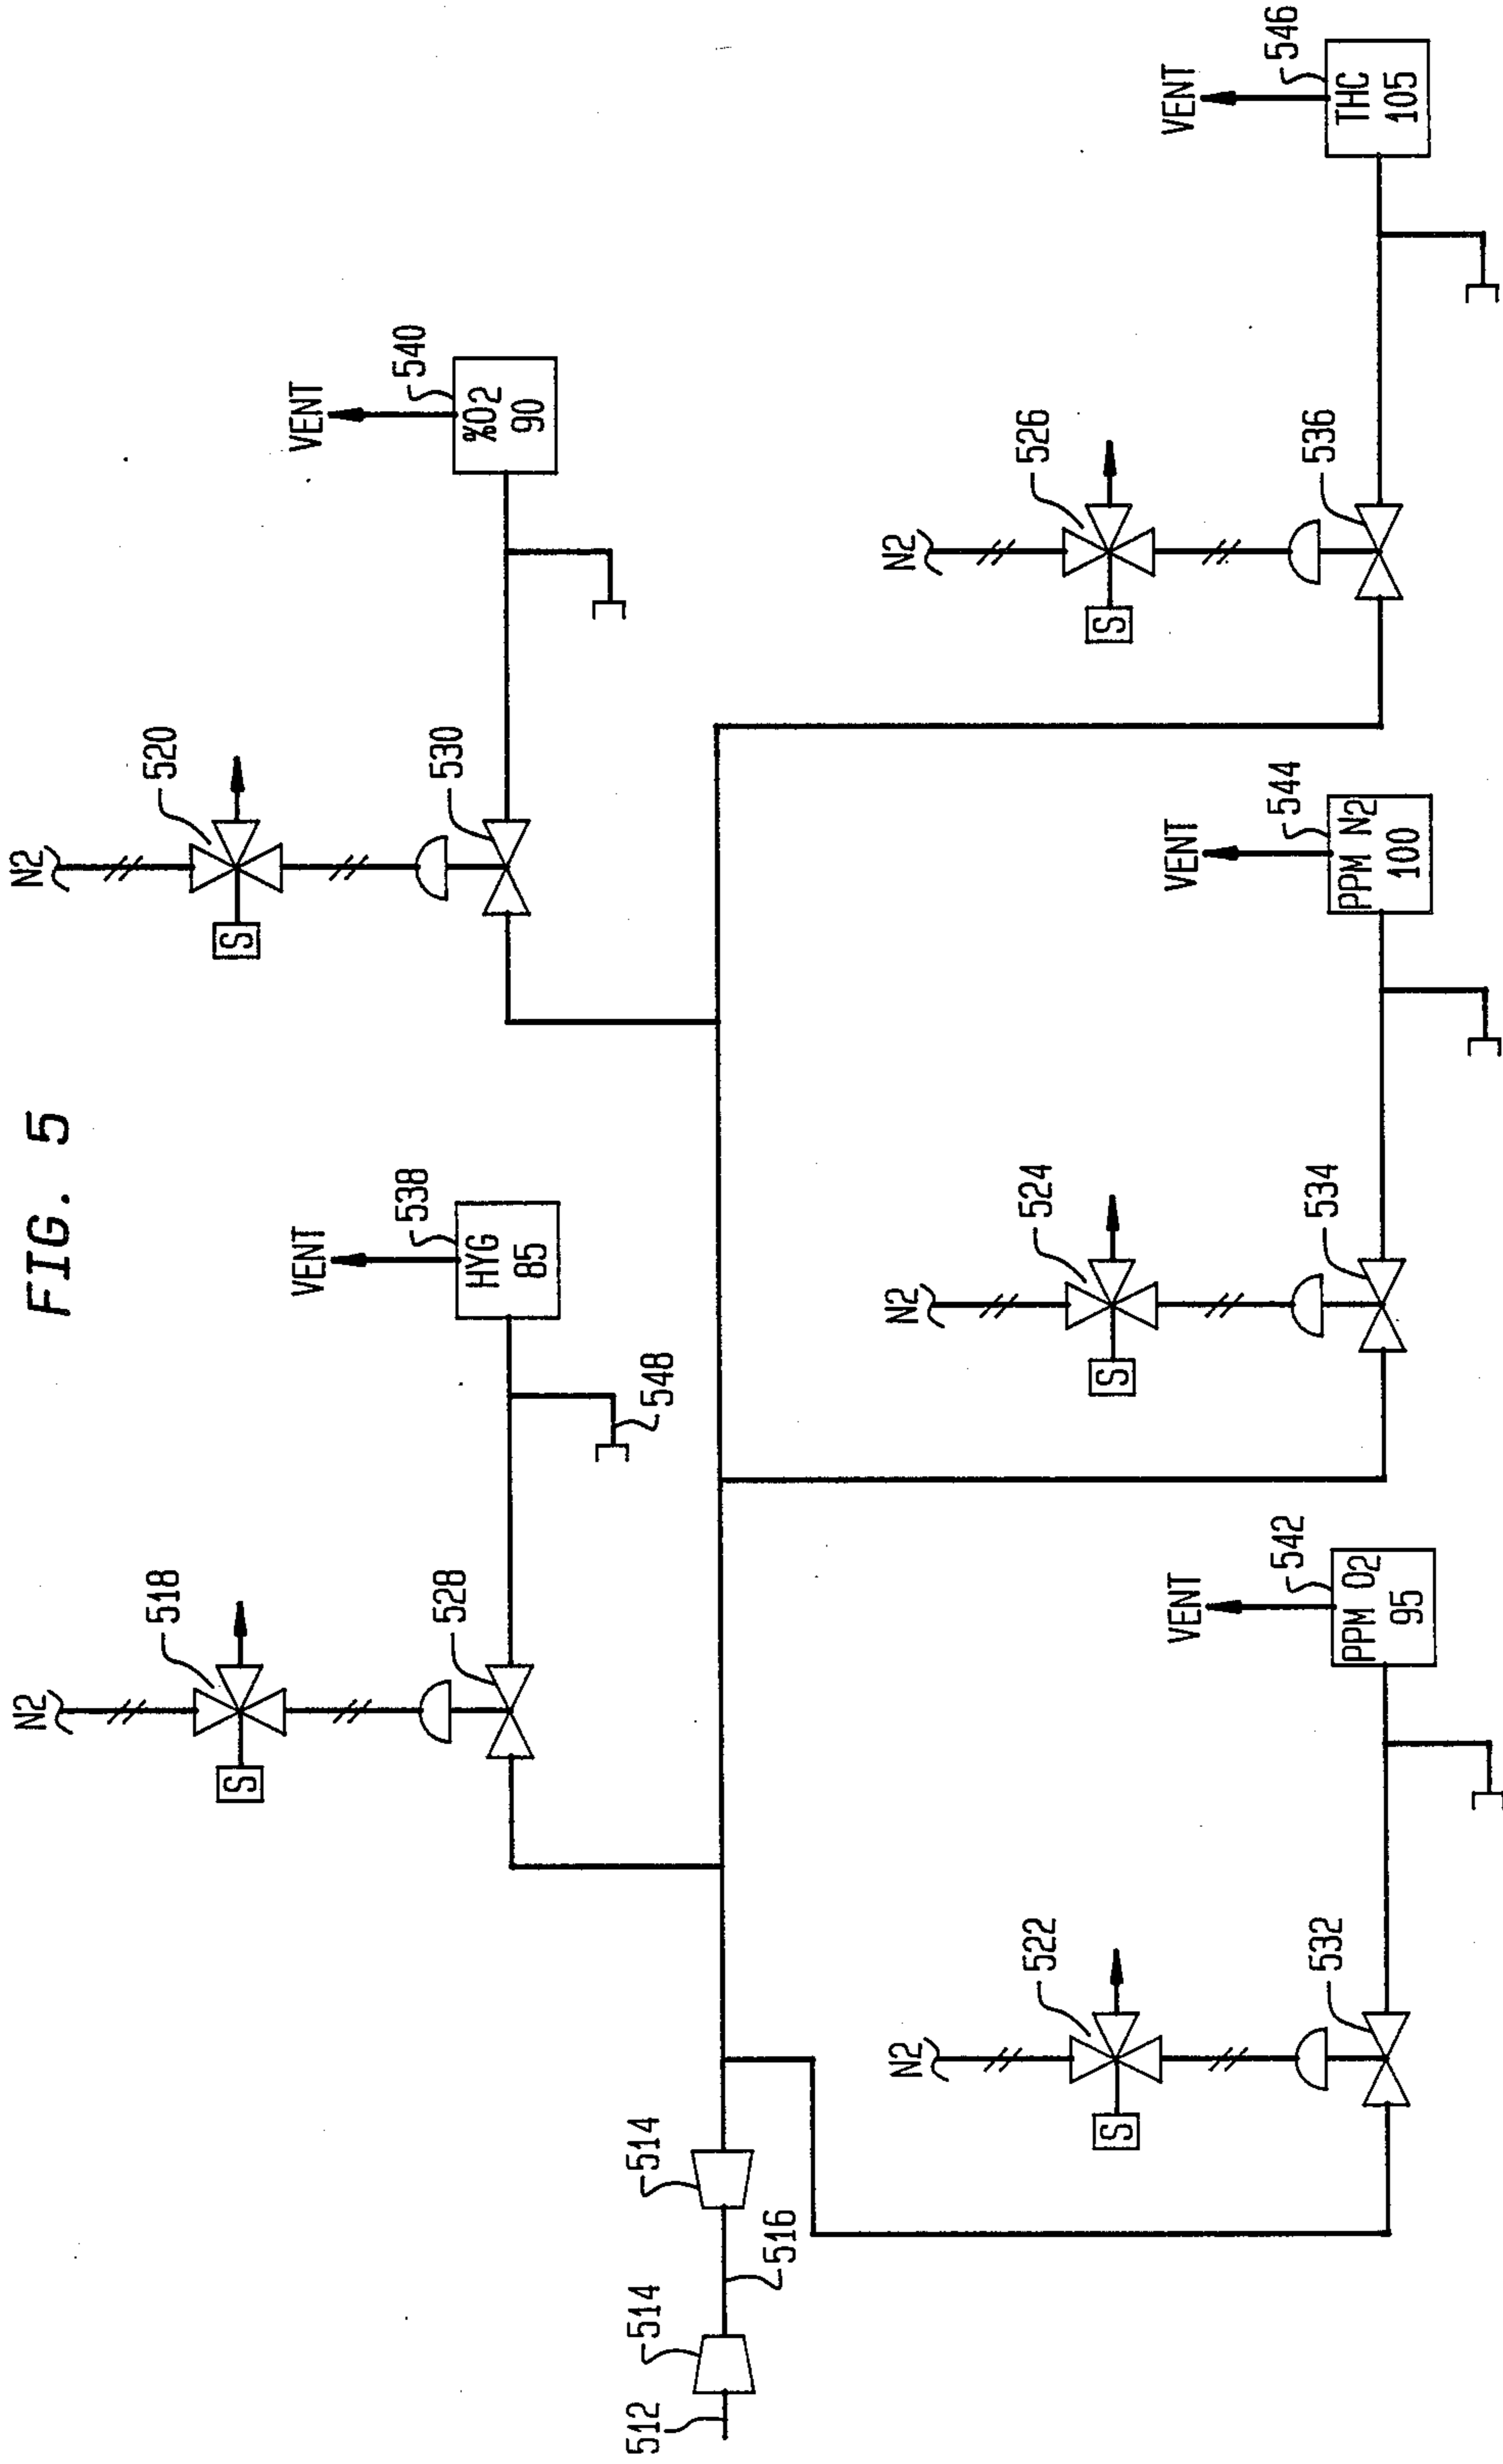 FIG. 5
N2
518
S
528
VENT
538
HYG
85
548
N2
520
S
530
VENT
540
%O2
90
512
514
516
514
N2
522
S
532
VENT
542
PPM O2
95
N2
524
S
534
VENT
544
PPM N2
100
N2
526
S
536
VENT
546
THC
105